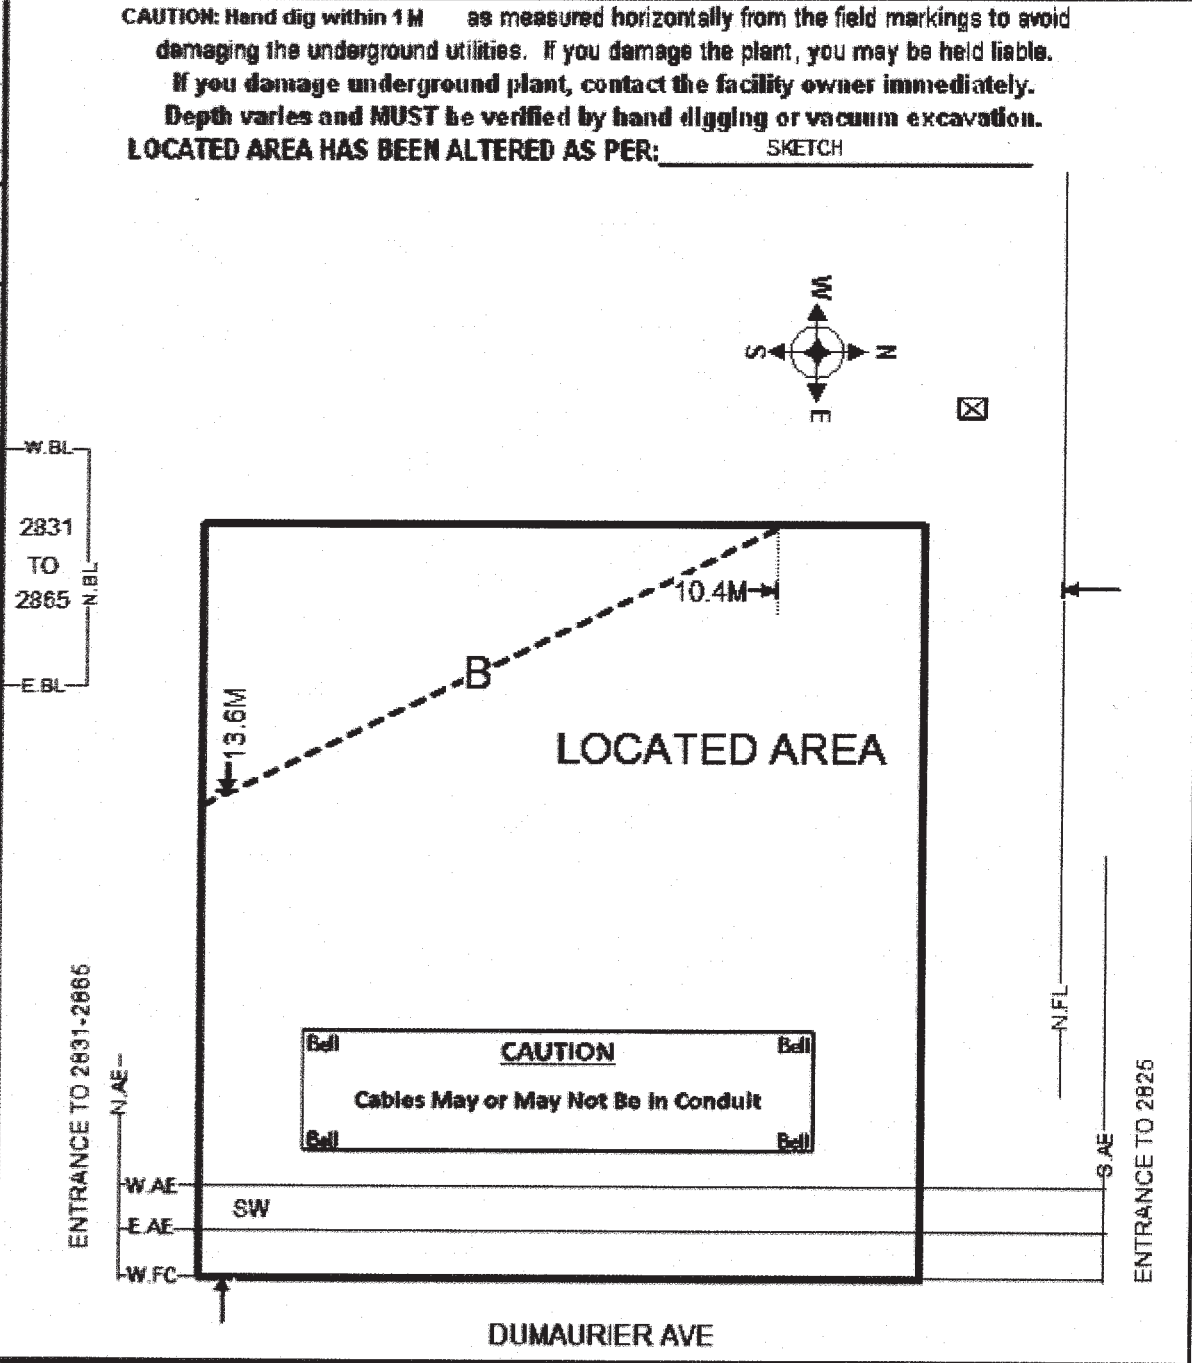 CAUTION: Hand dig within 1 M as measured horizontally from the field markings to avoid
damaging the underground utilities. If you damage the plant, you may be held liable.
If you damage underground plant, contact the facility owner immediately.
Depth varies and MUST be verified by hand digging or vacuum excavation.
LOCATED AREA HAS BEEN ALTERED AS PER: SKETCH
W
S N
E
W.BL
2831
TO
2865
N.BL
E.BL
10.4M
B
13.6M
LOCATED AREA
ENTRANCE TO 2831-2865
N.AE
Bell CAUTION Bell
Cables May or May Not Be in Conduit
Bell Bell
N.FL
S.AE
ENTRANCE TO 2825
W.AE
SW
E.AE
W.FC
DUMAURIER AVE